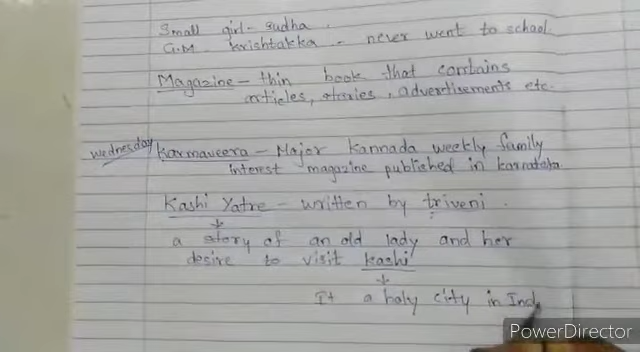 Small girl - sudha.
G.M krishtakka - never went to school
Magazine - thin book that contains
articles, stories, advertisements etc.
wednesday Karmaveera - Major kannada weekly family
interest magazine published in karnataka
Kashi Yatre - written by triveni.
a story of an old lady and her
desire to visit kashi
It a holy city in Ind
PowerDirector